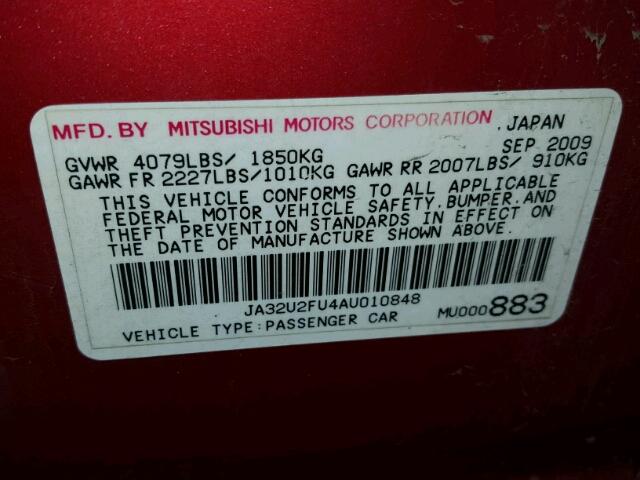 MFD. BY MITSUBISHI MOTORS CORPORATION, JAPAN
SEP 2009
GVWR 4079LBS/ 1850KG
GAWR FR 2227LBS/1010KG GAWR RR 2007LBS/ 910KG
THIS VEHICLE CONFORMS TO ALL APPLICABLE
FEDERAL MOTOR VEHICLE SAFETY,BUMPER,AND
THEFT PREVENTION STANDARDS IN EFFECT ON
THE DATE OF MANUFACTURE SHOWN ABOVE.
JA32U2FU4AU010848
VEHICLE TYPE:PASSENGER CAR MU000883